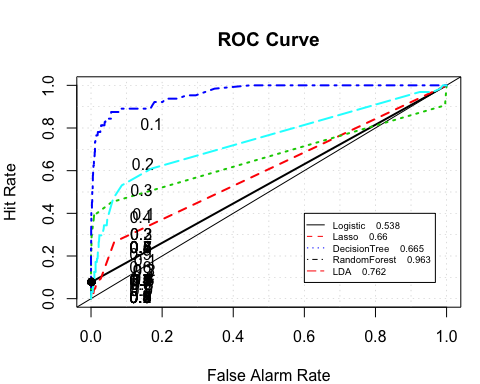 ROC Curve
1.0
0.8
0.6
0.4
0.2
0.0
Hit Rate
0.1
0.2
0.3
Logistic 0.538
Lasso 0.66
DecisionTree 0.665
RandomForest 0.963
LDA 0.762
0.0 0.2 0.4 0.6 0.8 1.0
False Alarm Rate